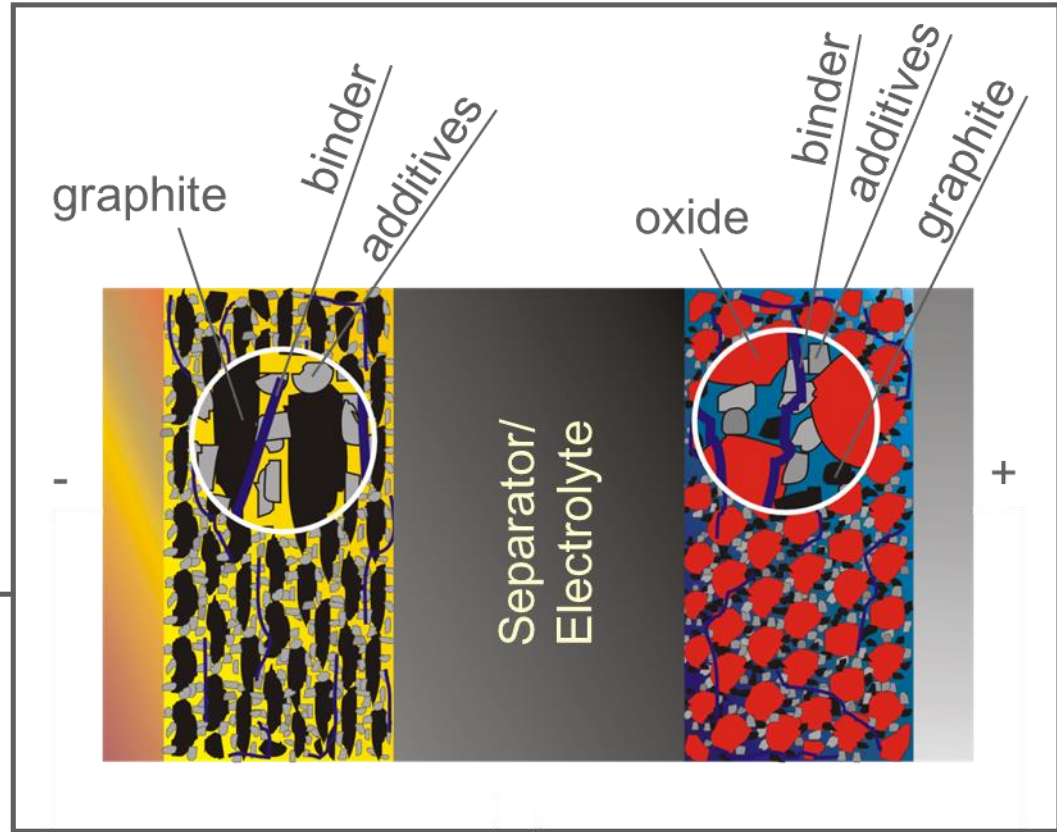 graphite
binder
additives
oxide
binder
additives
graphite
-
Separator/
Electrolyte
+